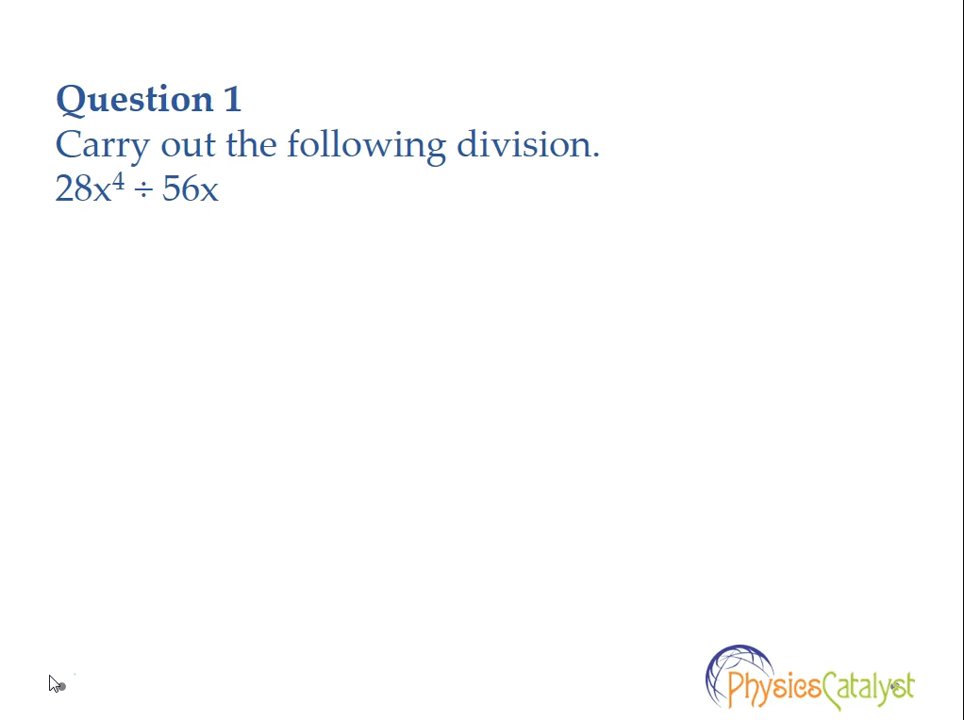 Question 1
Carry out the following division.
28x⁴ ÷ 56x
PhysicsCatalyst